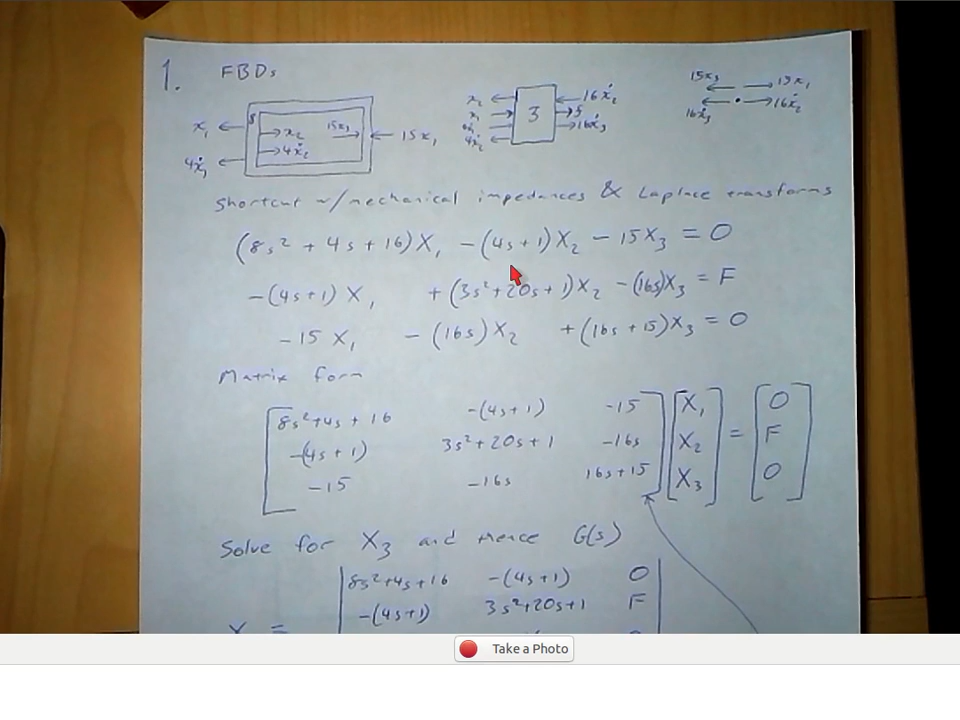 1. FBDs
x₁ x₂ 15x₃ 15x₁
4ẋ₁ 4ẋ₂
x₂ 16ẋ₂
x₁ 3 f
4ẋ₂ 16ẋ₃
15x₃ 15x₁
16ẋ₃ 16ẋ₂
Shortcut w/mechanical impedances & Laplace transforms
(8s² + 4s + 16)X₁ - (4s + 1)X₂ - 15X₃ = 0
-(4s+1) X₁ + (3s²+20s+1)X₂ -(16s)X₃ = F
-15 X₁ - (16s)X₂ + (16s + 15)X₃ = 0
Matrix form
8s²+4s + 16 -(4s+1) -15 X₁ 0
-(4s+1) 3s²+20s+1 -16s X₂ = F
-15 -16s 16s+15 X₃ 0
Solve for X₃ and hence G(s)
8s²+4s+16 -(4s+1) 0
-(4s+1) 3s²+20s+1 F
Take a Photo